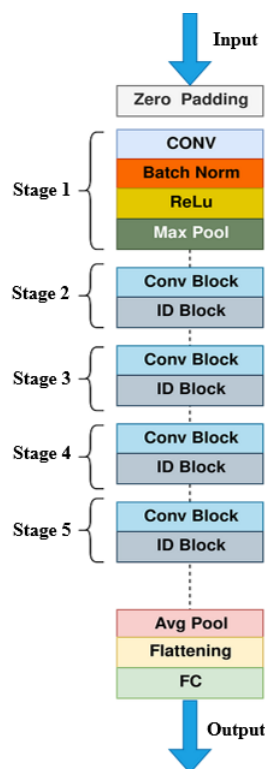 Input
Zero Padding
Stage 1
CONV
Batch Norm
ReLu
Max Pool
Stage 2
Conv Block
ID Block
Stage 3
Conv Block
ID Block
Stage 4
Conv Block
ID Block
Stage 5
Conv Block
ID Block
Avg Pool
Flattening
FC
Output